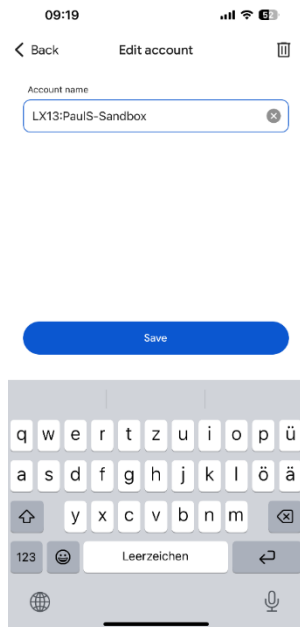 09:19
52
Back Edit account
Account name
LX13:PaulS-Sandbox
Save
q w e r t z u i o p ü
a s d f g h j k l ö ä
y x c v b n m
123 Leerzeichen